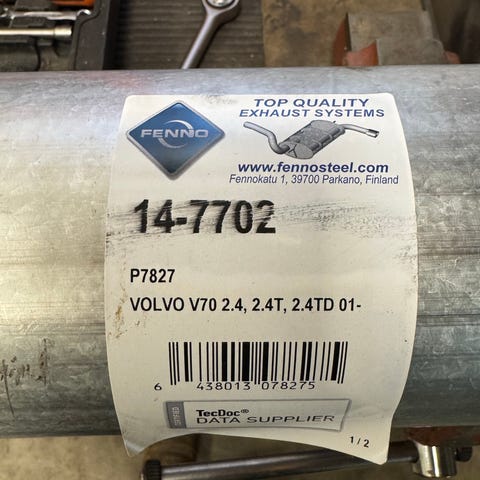 FENNO
TOP QUALITY
EXHAUST SYSTEMS
www.fennosteel.com
Fennokatu 1, 39700 Parkano, Finland
14-7702
P7827
VOLVO V70 2.4, 2.4T, 2.4TD 01-
6 438013 078275
CERTIFIED
TecDoc®
DATA SUPPLIER
1/2